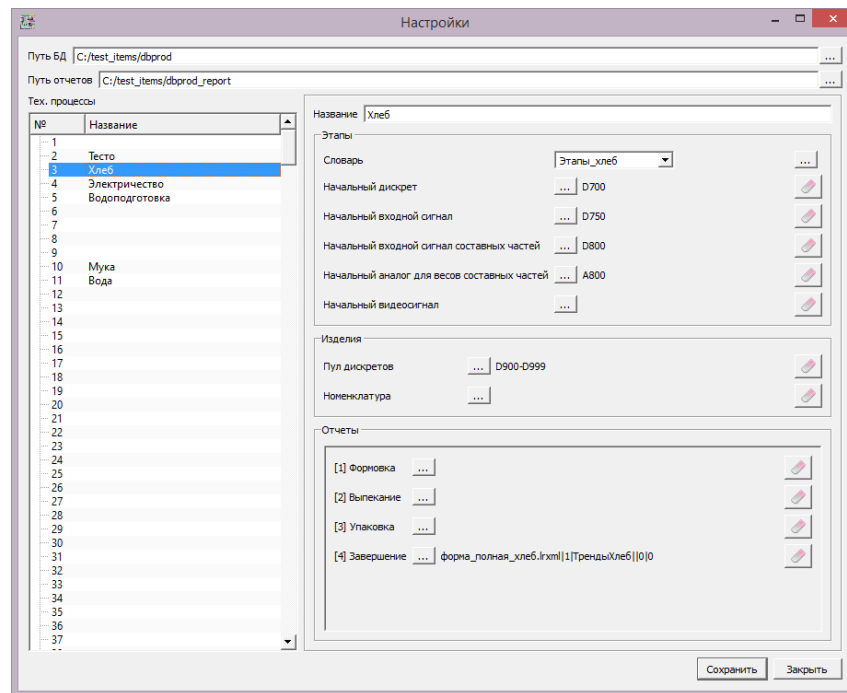 Настройки
Путь БД C:/test_items/dbprod ...
Путь отчетов C:/test_items/dbprod_report ...
Тех. процессы
№ Название
1
2 Тесто
3 Хлеб
4 Электричество
5 Водоподготовка
6
7
8
9
10 Мука
11 Вода
12
13
14
15
16
17
18
19
20
21
22
23
24
25
26
27
28
29
30
31
32
33
34
35
36
37
Название Хлеб
Этапы
Словарь Этапы_хлеб ...
Начальный дискрет ... D700
Начальный входной сигнал ... D750
Начальный входной сигнал составных частей ... D800
Начальный аналог для весов составных частей ... A800
Начальный видеосигнал ...
Изделия
Пул дискретов ... D900-D999
Номенклатура ...
Отчеты
[1] Формовка ...
[2] Выпекание ...
[3] Упаковка ...
[4] Завершение ... форма_полная_хлеб.lrxml||1|ТрендыХлеб||0|0
Сохранить Закрыть